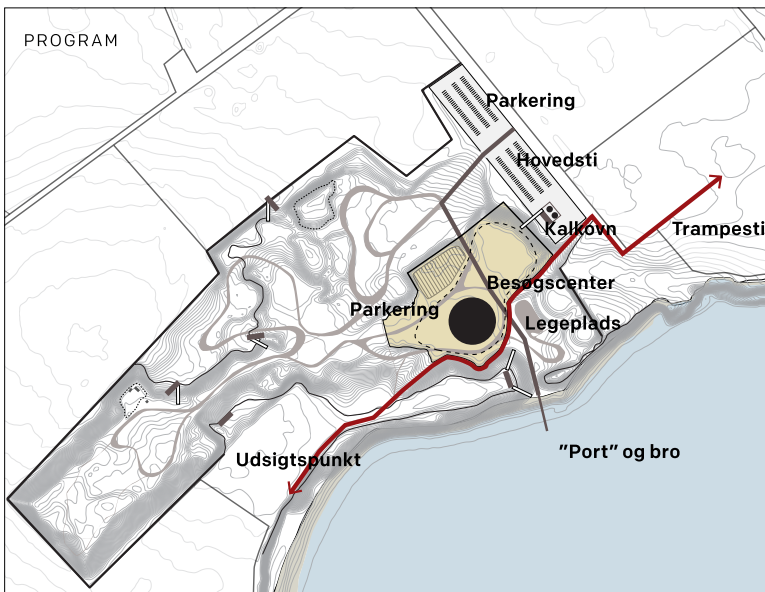 PROGRAM
Parkering
Hovedsti
Kalkovn
Trampesti
Besøgscenter
Parkering
Legeplads
”Port” og bro
Udsigtspunkt